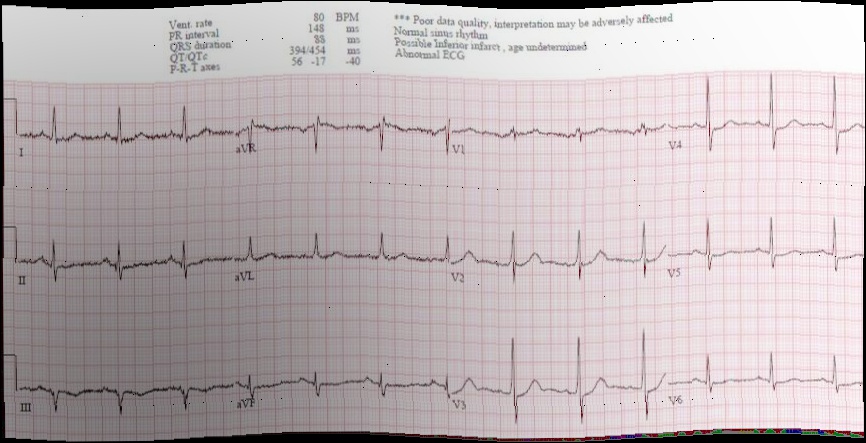 Vent. rate 80 BPM
PR interval 148 ms
QRS duration 88 ms
QT/QTc 394/454 ms
P-R-T axes 56 -17 -40
*** Poor data quality, interpretation may be adversely affected
Normal sinus rhythm
Possible Inferior infarct , age undetermined
Abnormal ECG
I aVR V1 V4
II aVL V2 V5
III aVF V3 V6